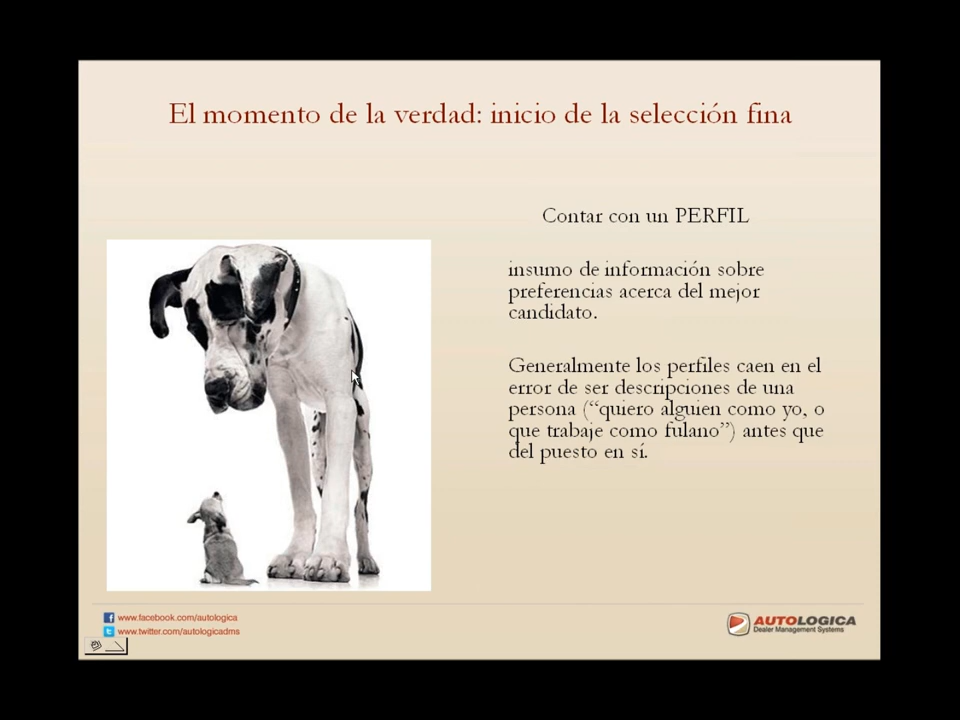 El momento de la verdad: inicio de la selección fina
Contar con un PERFIL
insumo de información sobre
preferencias acerca del mejor
candidato.
Generalmente los perfiles caen en el
error de ser descripciones de una
persona (“quiero alguien como yo, o
que trabaje como fulano”) antes que
del puesto en sí.
www.facebook.com/autologica
www.twitter.com/autologicadms
AUTOLOGICA
Dealer Management Systems